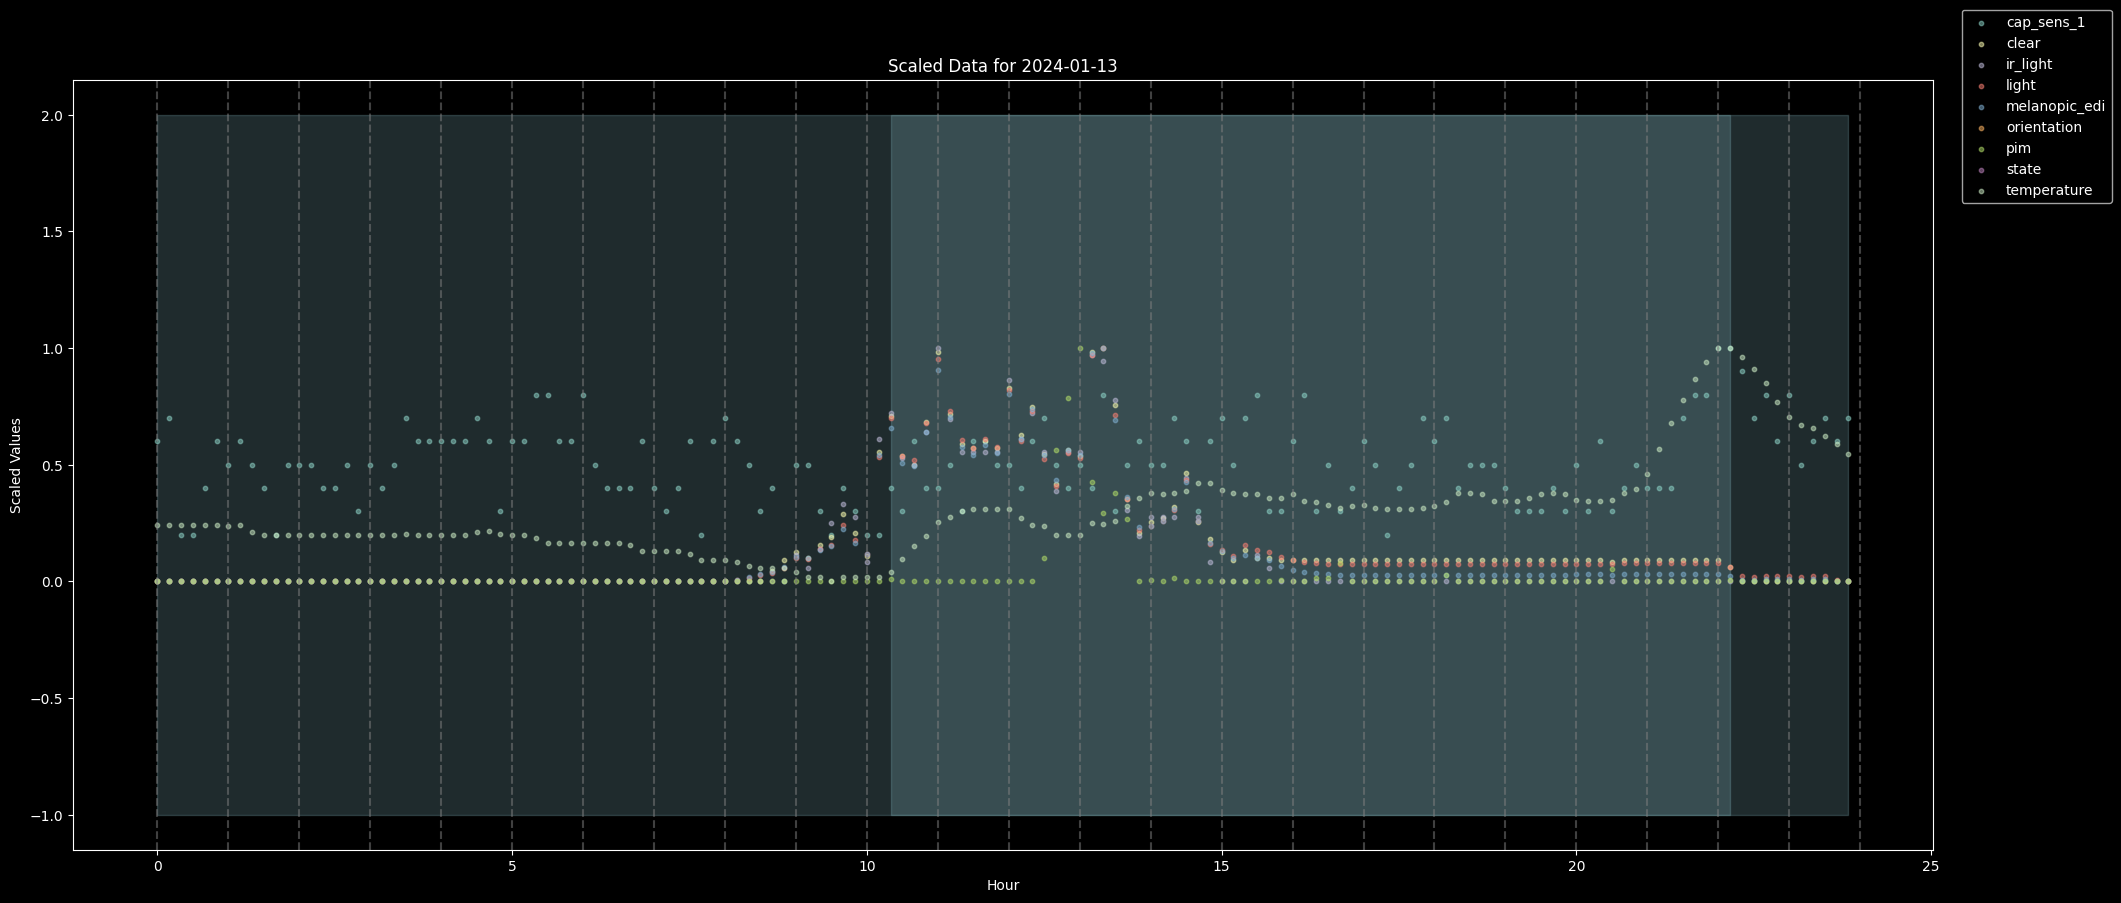 cap_sens_1
clear
ir_light
light
melanopic_edi
orientation
pim
state
temperature
Scaled Data for 2024-01-13
Scaled Values
2.0
1.5
1.0
0.5
0.0
−0.5
−1.0
0 5 10 15 20 25
Hour